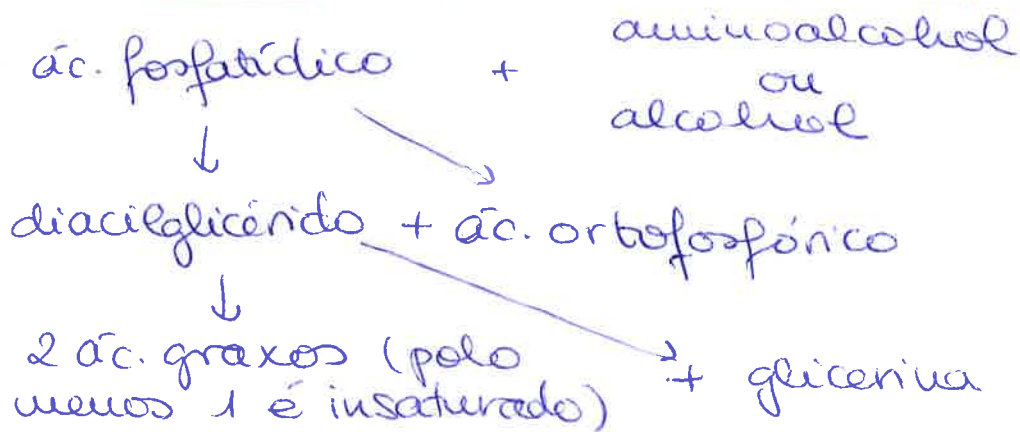 ác. fosfatídico + aminoalcohol
ou
alcohol
↓
diacilglicérido + ác. ortofosfórico
↓
2 ác. graxos (polo
menos 1 é insaturado) + glicerina